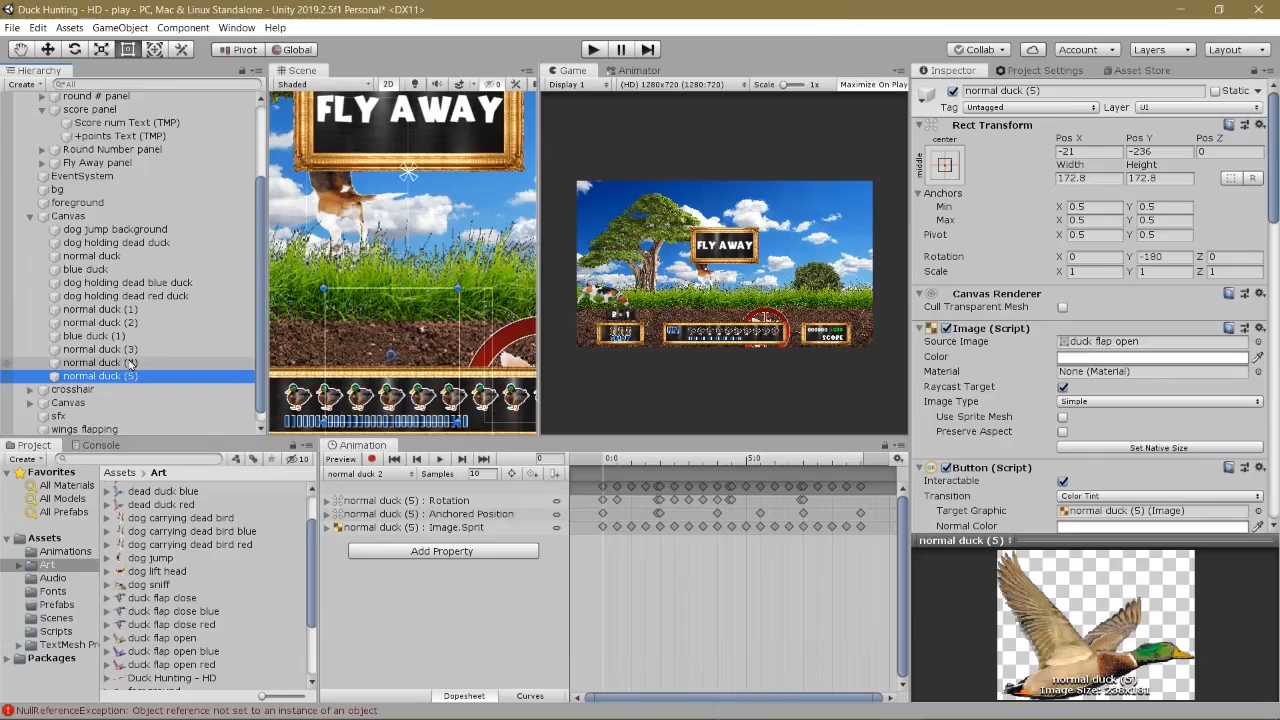 Duck Hunting - HD - play - PC, Mac & Linux Standalone - Unity 2019.2.5f1 Personal* <DX11>
File Edit Assets GameObject Component Window Help
Pivot Global Collab Account Layers Layout
Hierarchy
Create All
round # panel
score panel
Score num Text (TMP)
+points Text (TMP)
Round Number panel
Fly Away panel
EventSystem
bg
foreground
Canvas
dog jump background
dog holding dead duck
normal duck
blue duck
dog holding dead blue duck
dog holding dead red duck
normal duck (1)
normal duck (2)
blue duck (1)
normal duck (3)
normal duck
normal duck (5)
crosshair
Canvas
sfx
wings flapping
Scene
Shaded 2D 0
FLY AWAY
Game Animator
Display 1 (HD) 1280x720 (1280x720) Scale 1x Maximize On Play
FLY AWAY
R = 1
SCORE
Inspector Project Settings Asset Store
normal duck (5) Static
Tag Untagged Layer UI
Rect Transform
center
middle
Pos X Pos Y Pos Z
-21 -236 0
Width Height
172.8 172.8 R
Anchors
Min X 0.5 Y 0.5
Max X 0.5 Y 0.5
Pivot X 0.5 Y 0.5
Rotation X 0 Y -180 Z 0
Scale X 1 Y 1 Z 1
Canvas Renderer
Cull Transparent Mesh
Image (Script)
Source Image duck flap open
Color
Material None (Material)
Raycast Target
Image Type Simple
Use Sprite Mesh
Preserve Aspect
Set Native Size
Button (Script)
Interactable
Transition Color Tint
Target Graphic normal duck (5) (Image)
Normal Color
normal duck (5)
normal duck (5)
Project Console
Create 10
Favorites
All Materials
All Models
All Prefabs
Assets
Animations
Art
Audio
Fonts
Prefabs
Scenes
Scripts
TextMesh Pr
Packages
Assets > Art
dead duck blue
dead duck red
dog carrying dead bird
dog carrying dead bird blue
dog carrying dead bird red
dog jump
dog lift head
dog sniff
duck flap close
duck flap close blue
duck flap close red
duck flap open
duck flap open blue
duck flap open red
Duck Hunting - HD
foreground
Animation
Preview 0 0:0 5:0
normal duck 2 Samples 10
normal duck (5) : Rotation
normal duck (5) : Anchored Position
normal duck (5) : Image.Sprit
Add Property
Dopesheet Curves
NullReferenceException: Object reference not set to an instance of an object